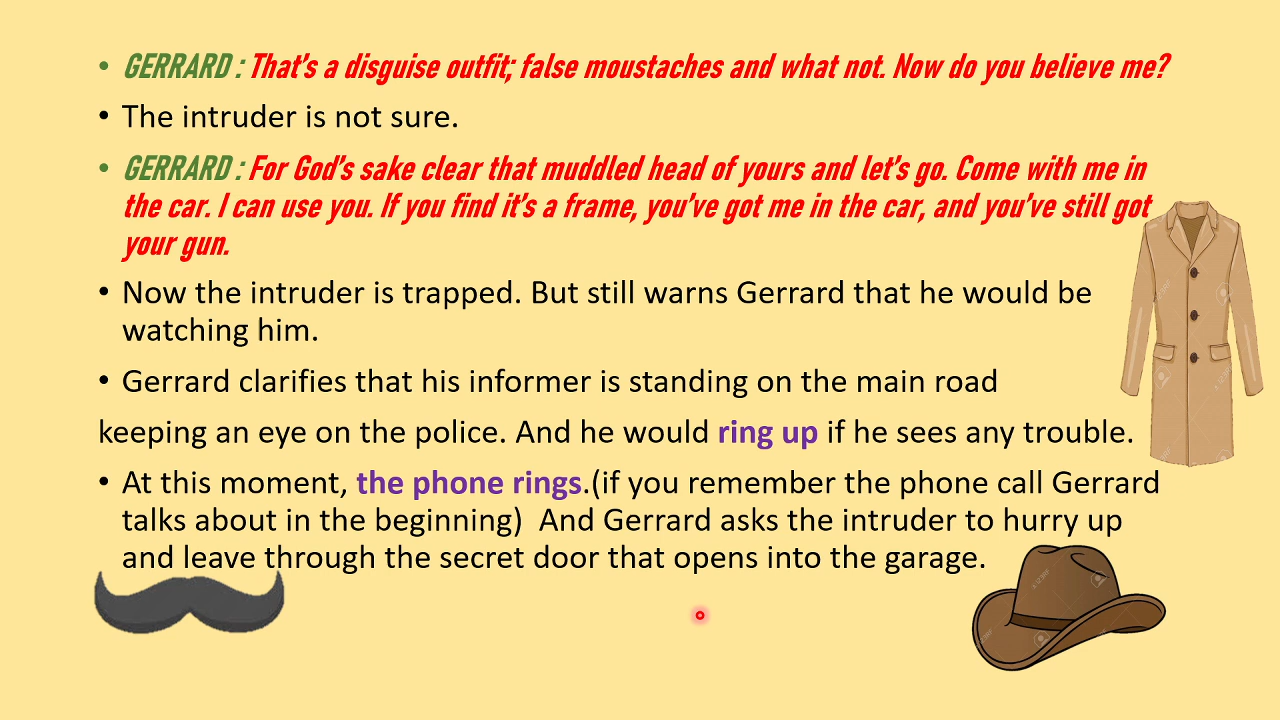 • GERRARD : That's a disguise outfit; false moustaches and what not. Now do you believe me?
• The intruder is not sure.
• GERRARD : For God's sake clear that muddled head of yours and let's go. Come with me in
the car. I can use you. If you find it's a frame, you've got me in the car, and you've still got
your gun.
• Now the intruder is trapped. But still warns Gerrard that he would be
watching him.
• Gerrard clarifies that his informer is standing on the main road
keeping an eye on the police. And he would ring up if he sees any trouble.
• At this moment, the phone rings.(if you remember the phone call Gerrard
talks about in the beginning)  And Gerrard asks the intruder to hurry up
and leave through the secret door that opens into the garage.